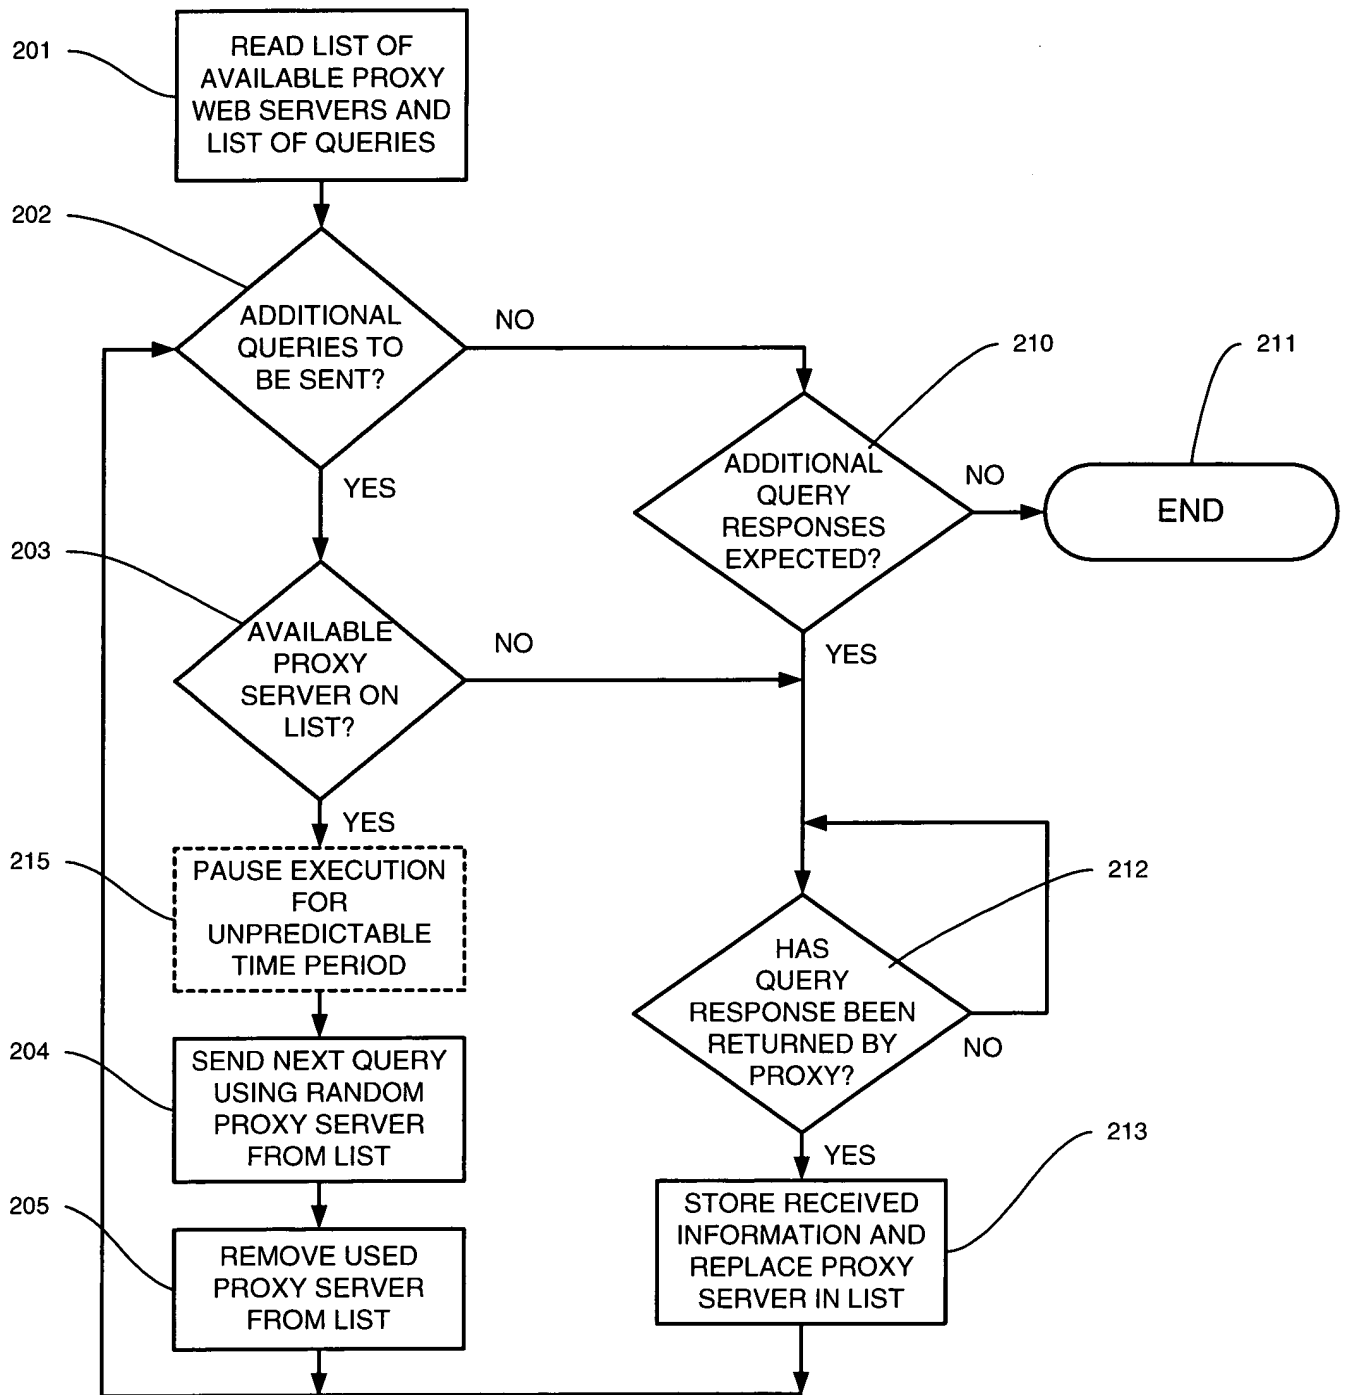 201
READ LIST OF
AVAILABLE PROXY
WEB SERVERS AND
LIST OF QUERIES
202
ADDITIONAL
QUERIES TO
BE SENT?
NO
YES
210
ADDITIONAL
QUERY
RESPONSES
EXPECTED?
NO
YES
211
END
203
AVAILABLE
PROXY
SERVER ON
LIST?
NO
YES
215
PAUSE EXECUTION
FOR
UNPREDICTABLE
TIME PERIOD
212
HAS
QUERY
RESPONSE BEEN
RETURNED BY
PROXY?
NO
YES
204
SEND NEXT QUERY
USING RANDOM
PROXY SERVER
FROM LIST
213
STORE RECEIVED
INFORMATION AND
REPLACE PROXY
SERVER IN LIST
205
REMOVE USED
PROXY SERVER
FROM LIST